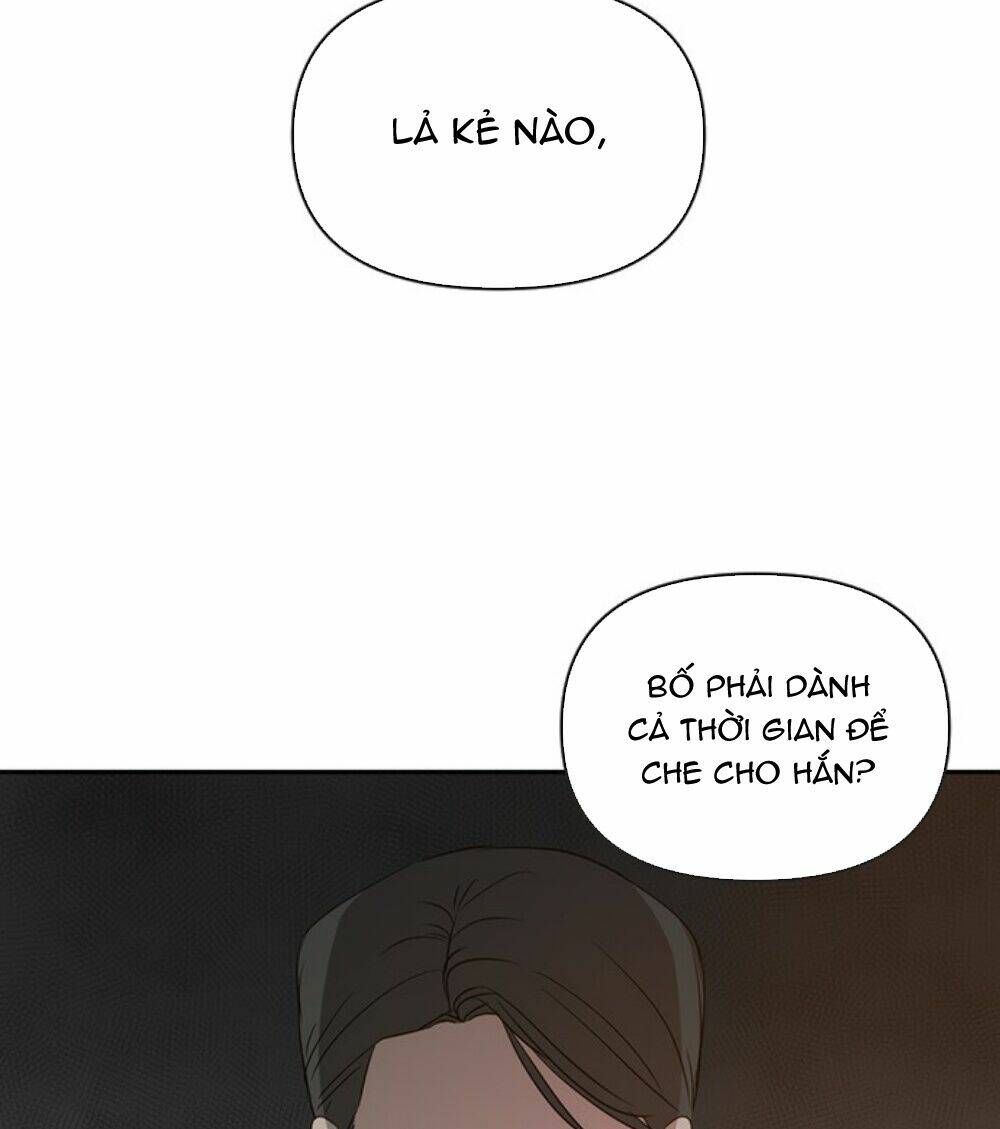 LẢ KẺ NÀO,
BỐ PHẢI DÀNH
CẢ THỜI GIAN ĐỂ
CHE CHO HẮN?